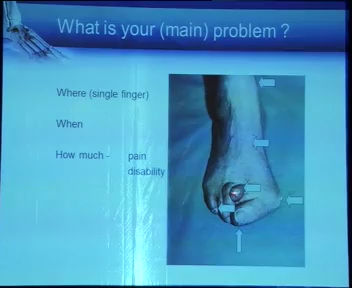 What is your (main) problem ?
Where (single finger)
When
How much - pain
disability